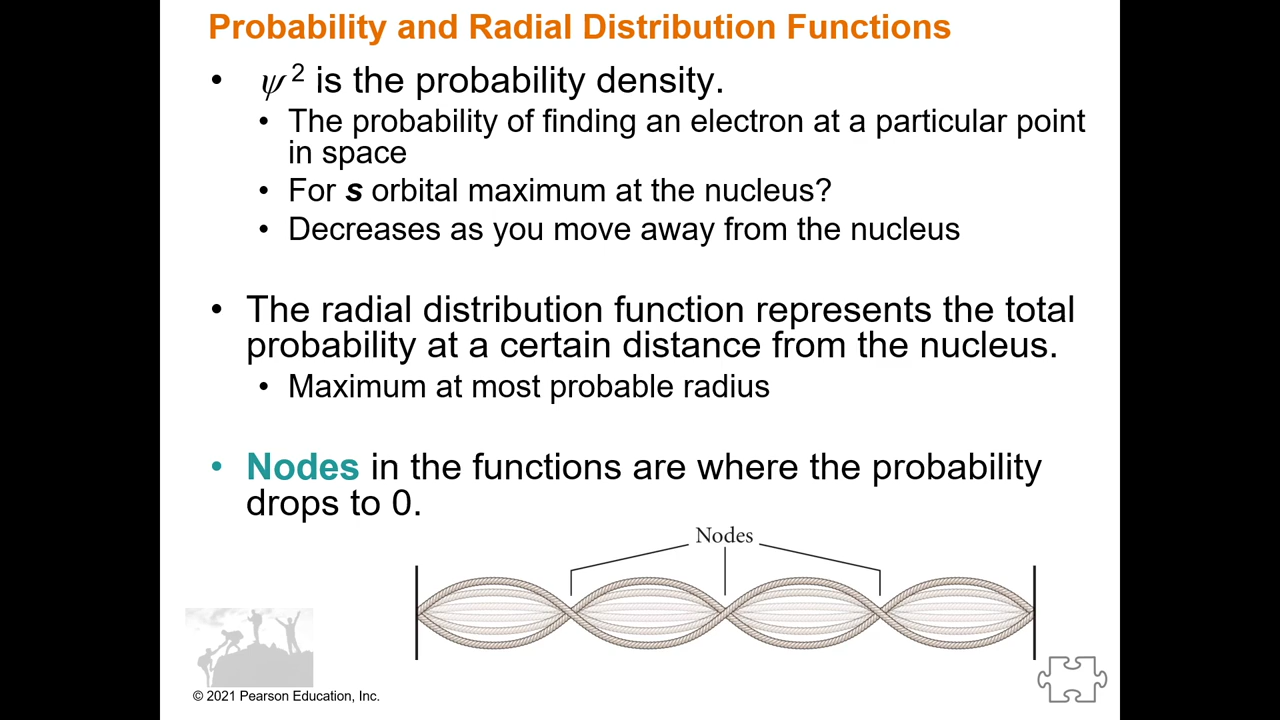 Probability and Radial Distribution Functions
• ψ² is the probability density.
• The probability of finding an electron at a particular point
in space
• For s orbital maximum at the nucleus?
• Decreases as you move away from the nucleus
• The radial distribution function represents the total
probability at a certain distance from the nucleus.
• Maximum at most probable radius
• Nodes in the functions are where the probability
drops to 0.
Nodes
© 2021 Pearson Education, Inc.